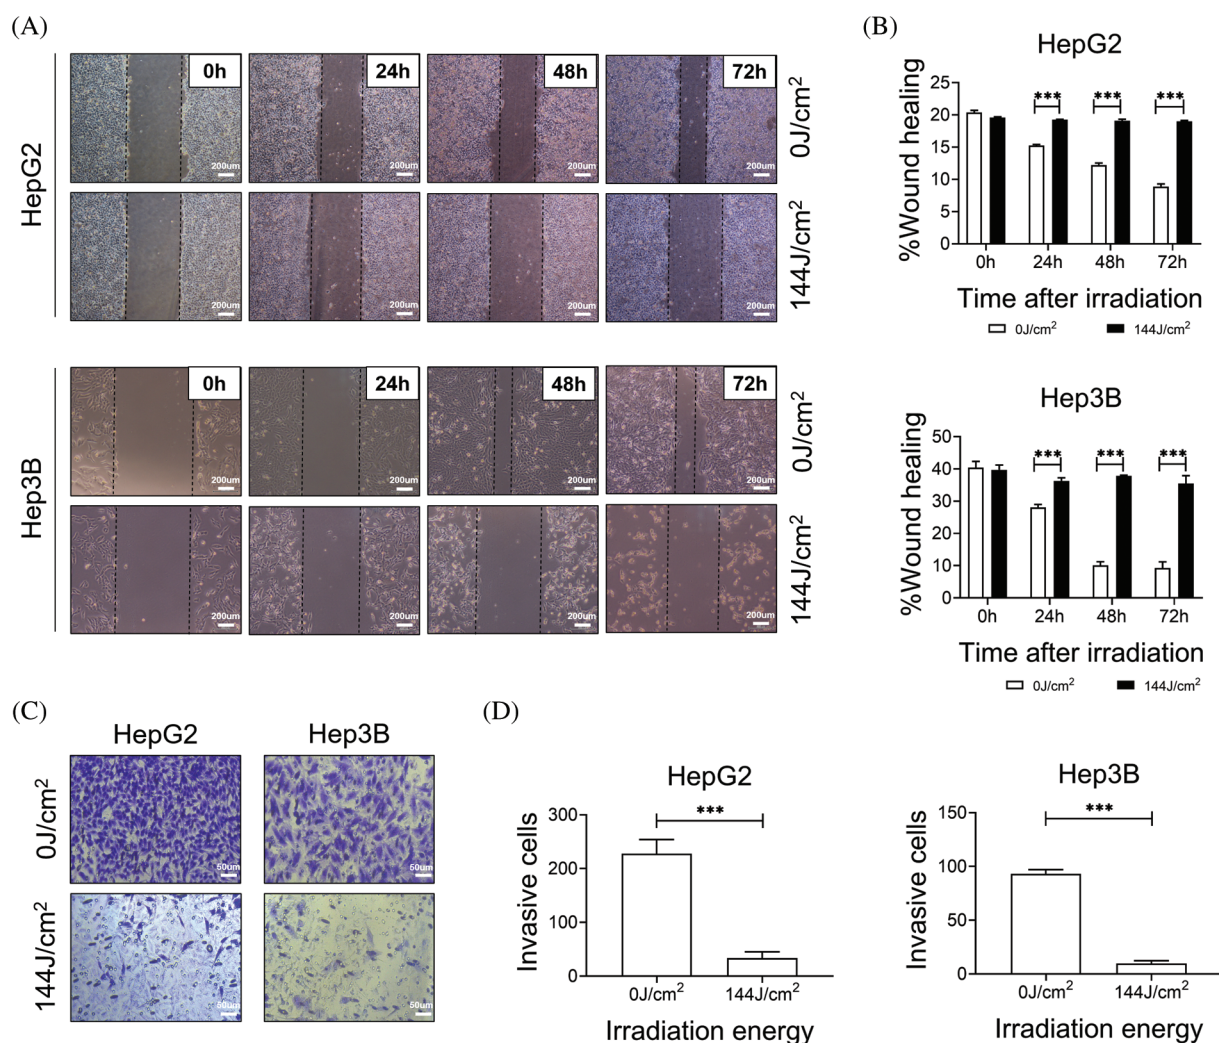 (A)
0h
24h
48h
72h
HepG2
0J/cm²
200um
200um
200um
200um
144J/cm²
200um
200um
200um
200um
0h
24h
48h
72h
Hep3B
0J/cm²
200um
200um
200um
200um
144J/cm²
200um
200um
200um
200um
(B)
HepG2
%Wound healing
25
20
15
10
5
0
***
***
***
0h
24h
48h
72h
Time after irradiation
0J/cm²
144J/cm²
Hep3B
%Wound healing
50
40
30
20
10
0
***
***
***
0h
24h
48h
72h
Time after irradiation
0J/cm²
144J/cm²
(C)
HepG2
Hep3B
0J/cm²
50um
50um
144J/cm²
50um
50um
(D)
HepG2
Invasive cells
300
200
100
0
***
0J/cm²
144J/cm²
Irradiation energy
Hep3B
Invasive cells
150
100
50
0
***
0J/cm²
144J/cm²
Irradiation energy